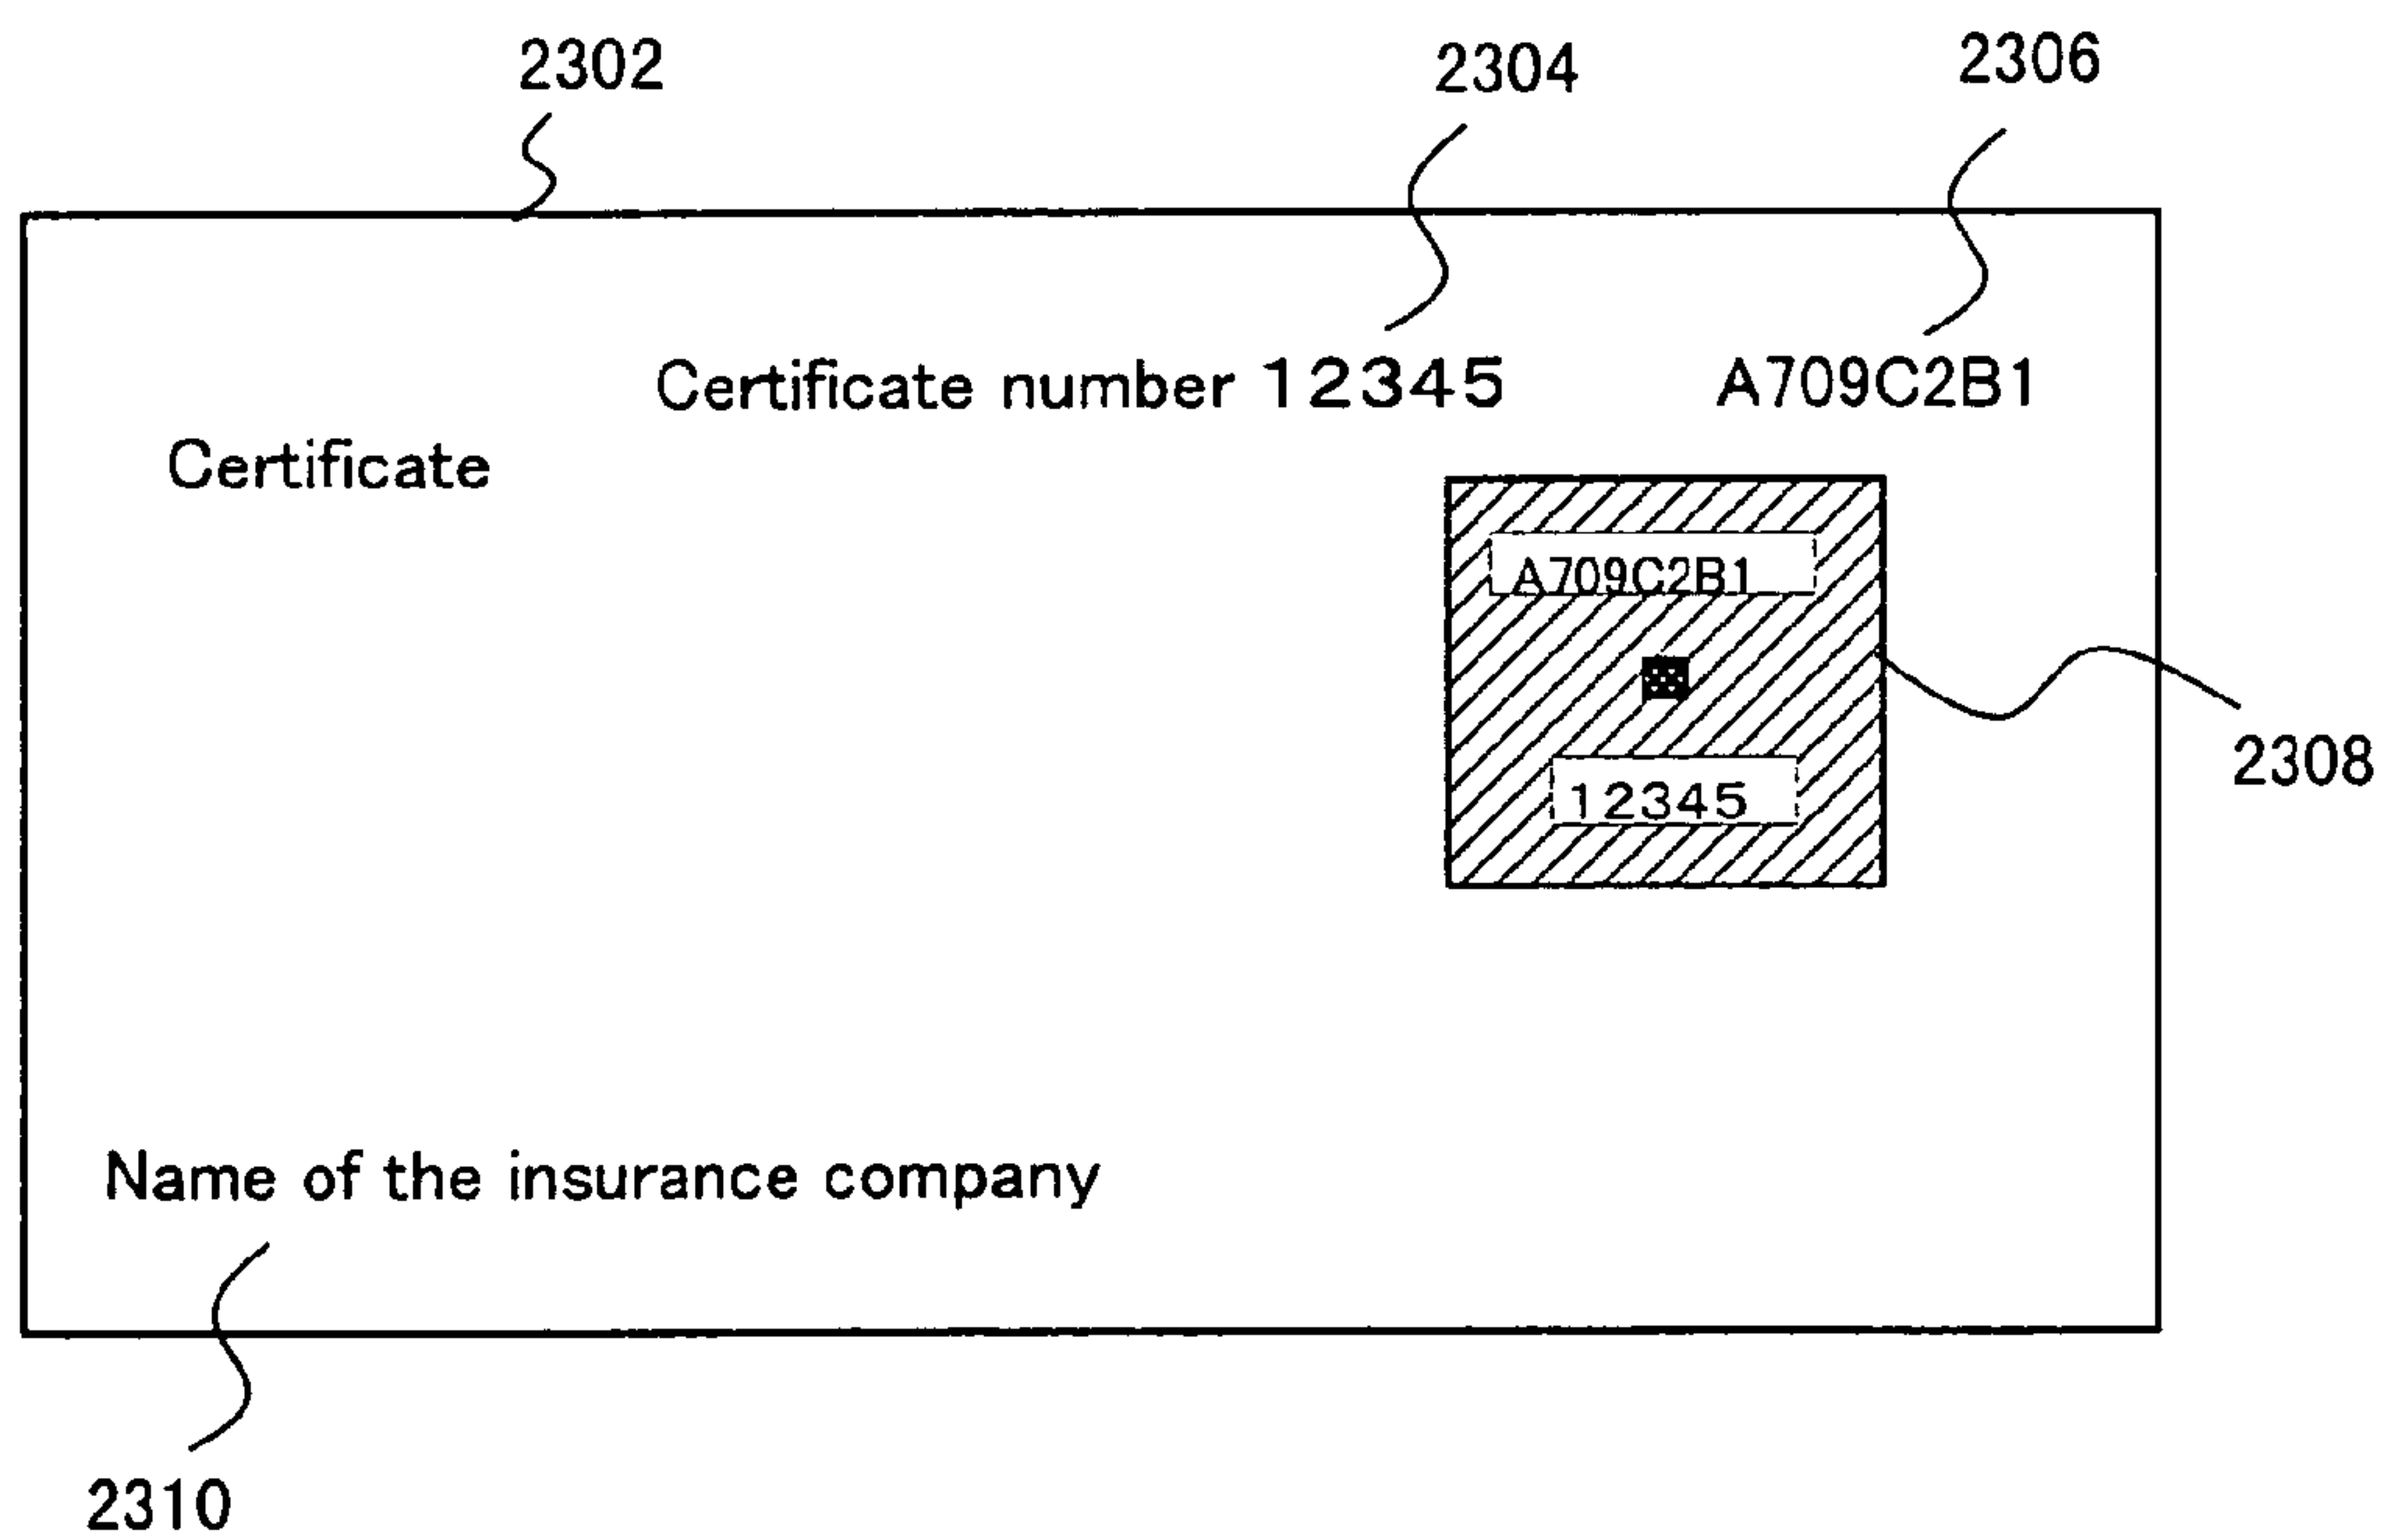 2302
2304
2306
Certificate number 12345
A709C2B1
Certificate
A709C2B1
12345
2308
Name of the insurance company
2310